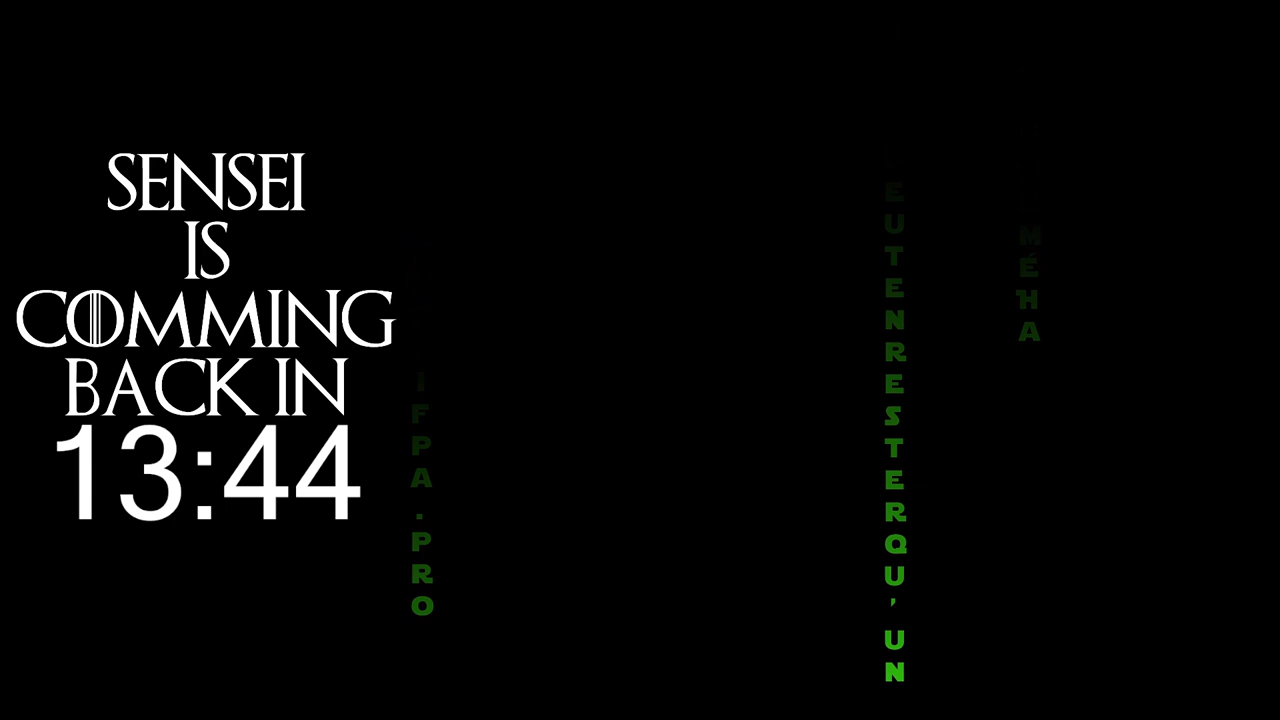 SENSEI
IS
COMMING
BACK IN
13:44
IFPA.PRO
EUTENRESTERQU'UN
MÉHA